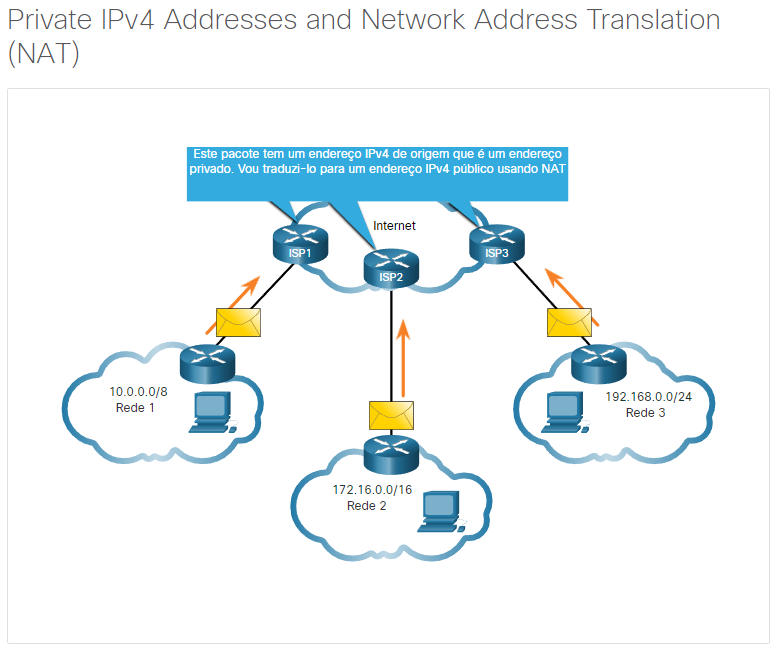 Private IPv4 Addresses and Network Address Translation
(NAT)
Este pacote tem um endereço IPv4 de origem que é um endereço
privado. Vou traduzi-lo para um endereço IPv4 público usando NAT
Internet
ISP1
ISP2
ISP3
10.0.0.0/8
Rede 1
192.168.0.0/24
Rede 3
172.16.0.0/16
Rede 2